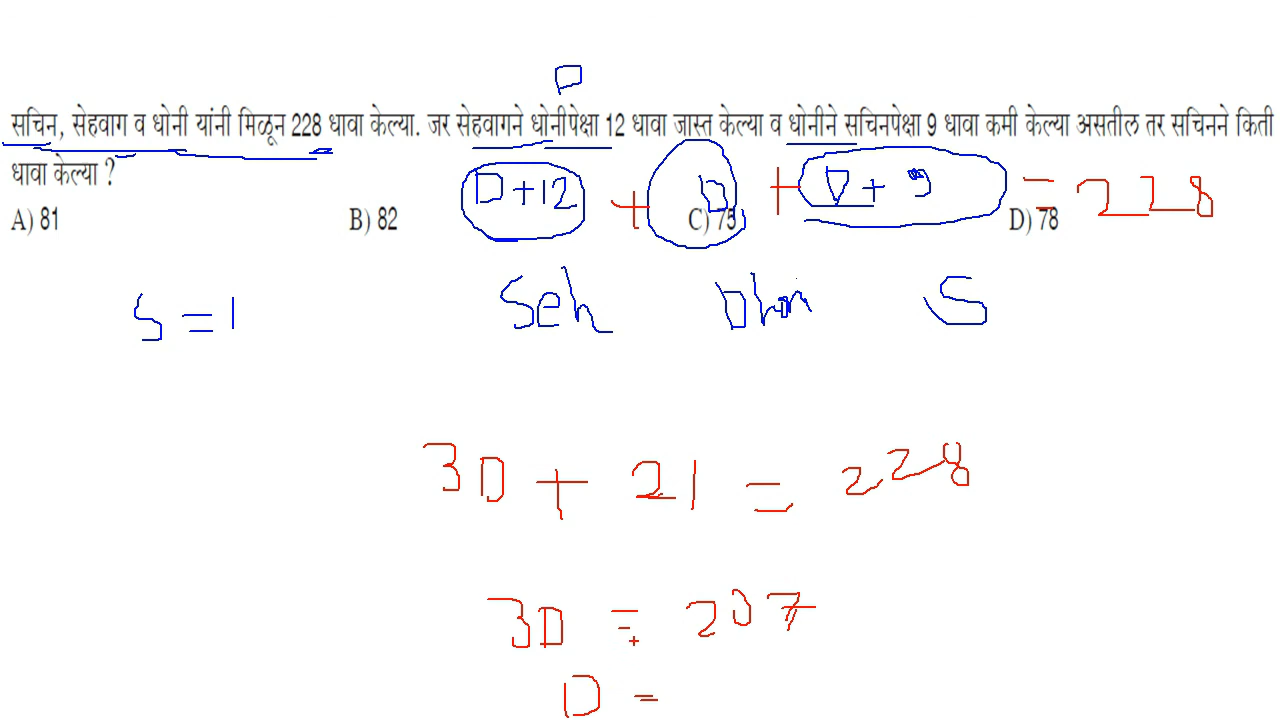 सचिन, सेहवाग व धोनी यांनी मिळून 228 धावा केल्या. जर सेहवागने धोनीपेक्षा 12 धावा जास्त केल्या व धोनीने सचिनपेक्षा 9 धावा कमी केल्या असतील तर सचिनने किती
धावा केल्या ?
D+12 + D + D+9 = 228
A) 81 B) 82 C) 75 D) 78
S = 1 Seh Dhoni S
3D + 21 = 228
3D = 207
D =